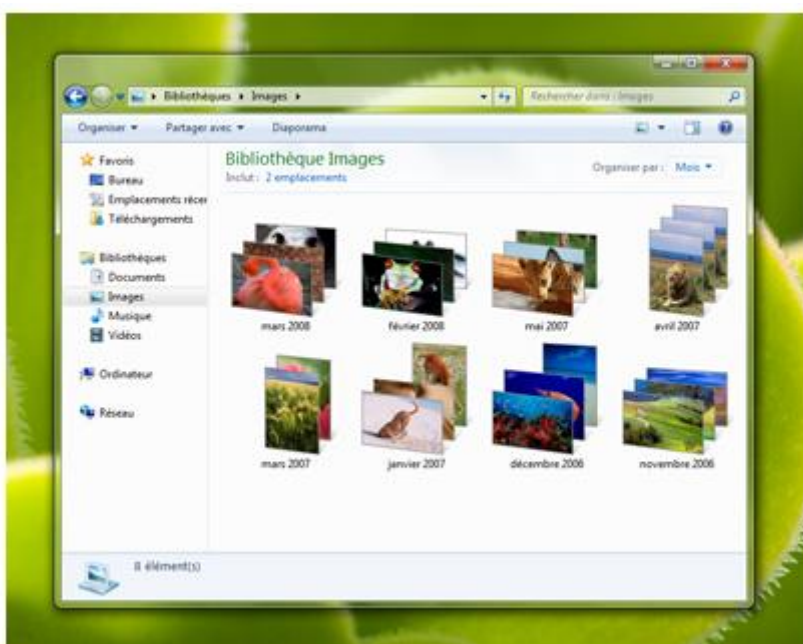 Bibliothèques Images
Rechercher dans : Images
Organiser Partager avec Diaporama
Favoris
Bureau
Emplacements récer
Téléchargements
Bibliothèques
Documents
Images
Musique
Vidéos
Ordinateur
Réseau
Bibliothèque Images
Inclut : 2 emplacements
Organiser par : Mois
mars 2008 février 2008 mai 2007 avril 2007
mars 2007 janvier 2007 décembre 2006 novembre 2006
8 élément(s)